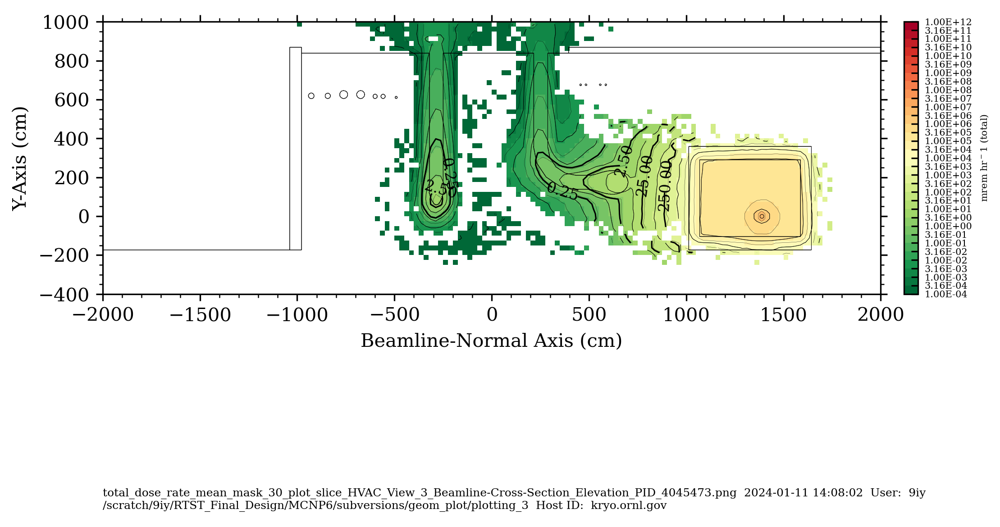 1000
800
600
400
200
0
−200
−400
Y-Axis (cm)
−2000
−1500
−1000
−500
0
500
1000
1500
2000
Beamline-Normal Axis (cm)
2.50
0.25
0.25
2.50
25.00
250.00
1.00E+12
3.16E+11
1.00E+11
3.16E+10
1.00E+10
3.16E+09
1.00E+09
3.16E+08
1.00E+08
3.16E+07
1.00E+07
3.16E+06
1.00E+06
3.16E+05
1.00E+05
3.16E+04
1.00E+04
3.16E+03
1.00E+03
3.16E+02
1.00E+02
3.16E+01
1.00E+01
3.16E+00
1.00E+00
3.16E-01
1.00E-01
3.16E-02
1.00E-02
3.16E-03
1.00E-03
3.16E-04
1.00E-04
mrem hr⁻ 1 (total)
total_dose_rate_mean_mask_30_plot_slice_HVAC_View_3_Beamline-Cross-Section_Elevation_PID_4045473.png 2024-01-11 14:08:02 User: 9iy
/scratch/9iy/RTST_Final_Design/MCNP6/subversions/geom_plot/plotting_3 Host ID: kryo.ornl.gov